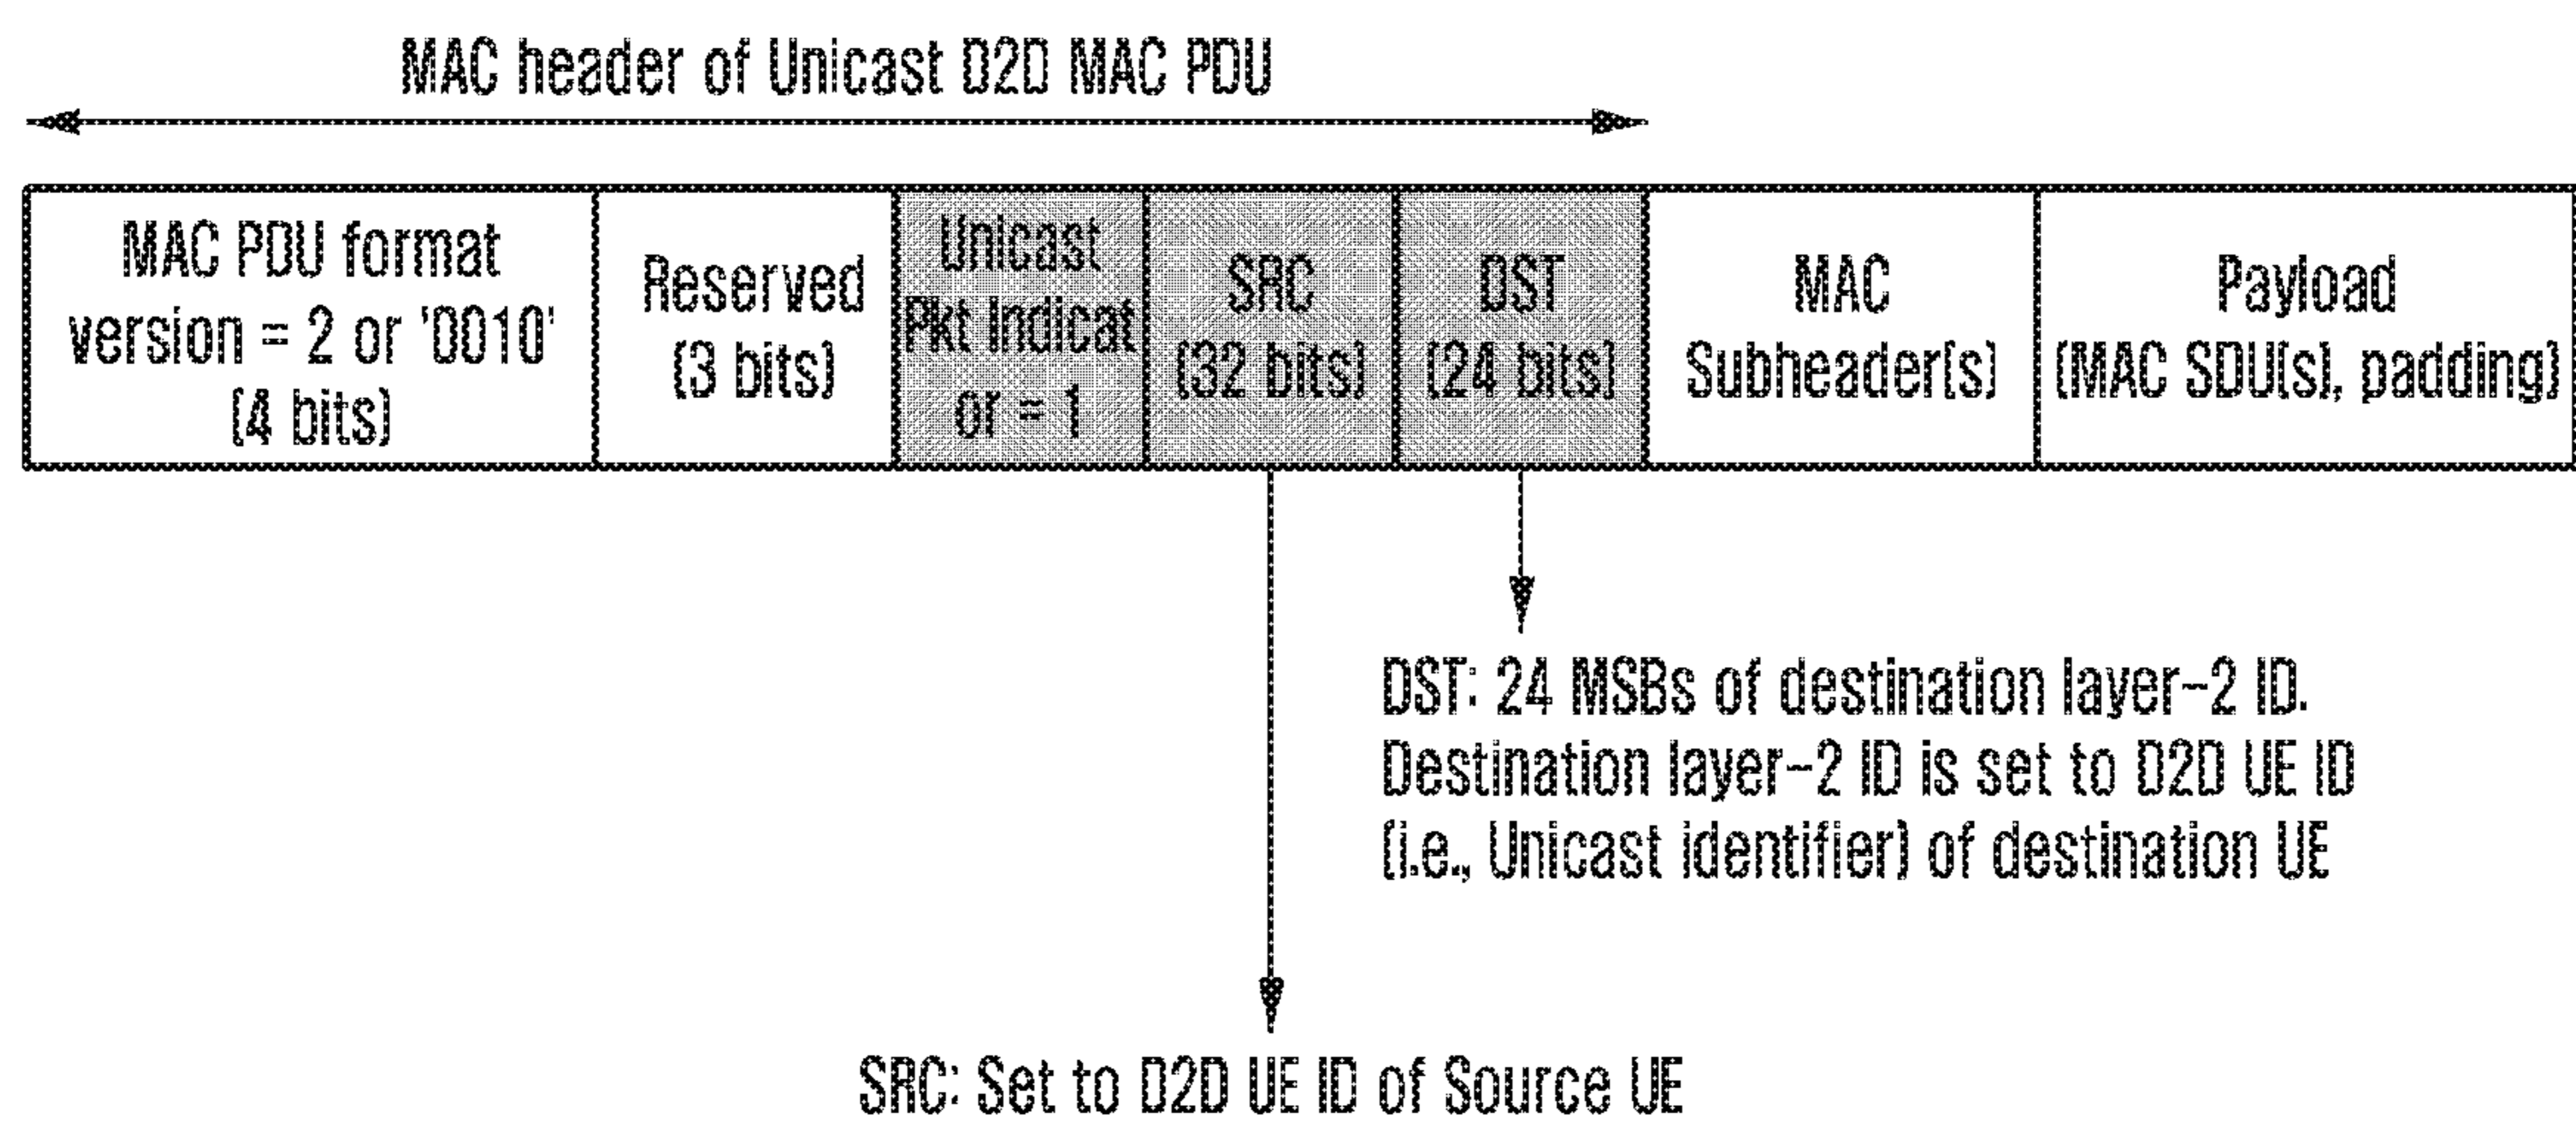 MAC header of Unicast D2D MAC PDU
MAC PDU format
version = 2 or '0010'
(4 bits)
Reserved
(3 bits)
Unicast
Pkt Indicat
or = 1
SRC
(32 bits)
DST
(24 bits)
MAC
Subheader(s)
Payload
(MAC SDU(s), padding)
DST: 24 MSBs of destination layer-2 ID.
Destination layer-2 ID is set to D2D UE ID
(i.e., Unicast identifier) of destination UE
SRC: Set to D2D UE ID of Source UE